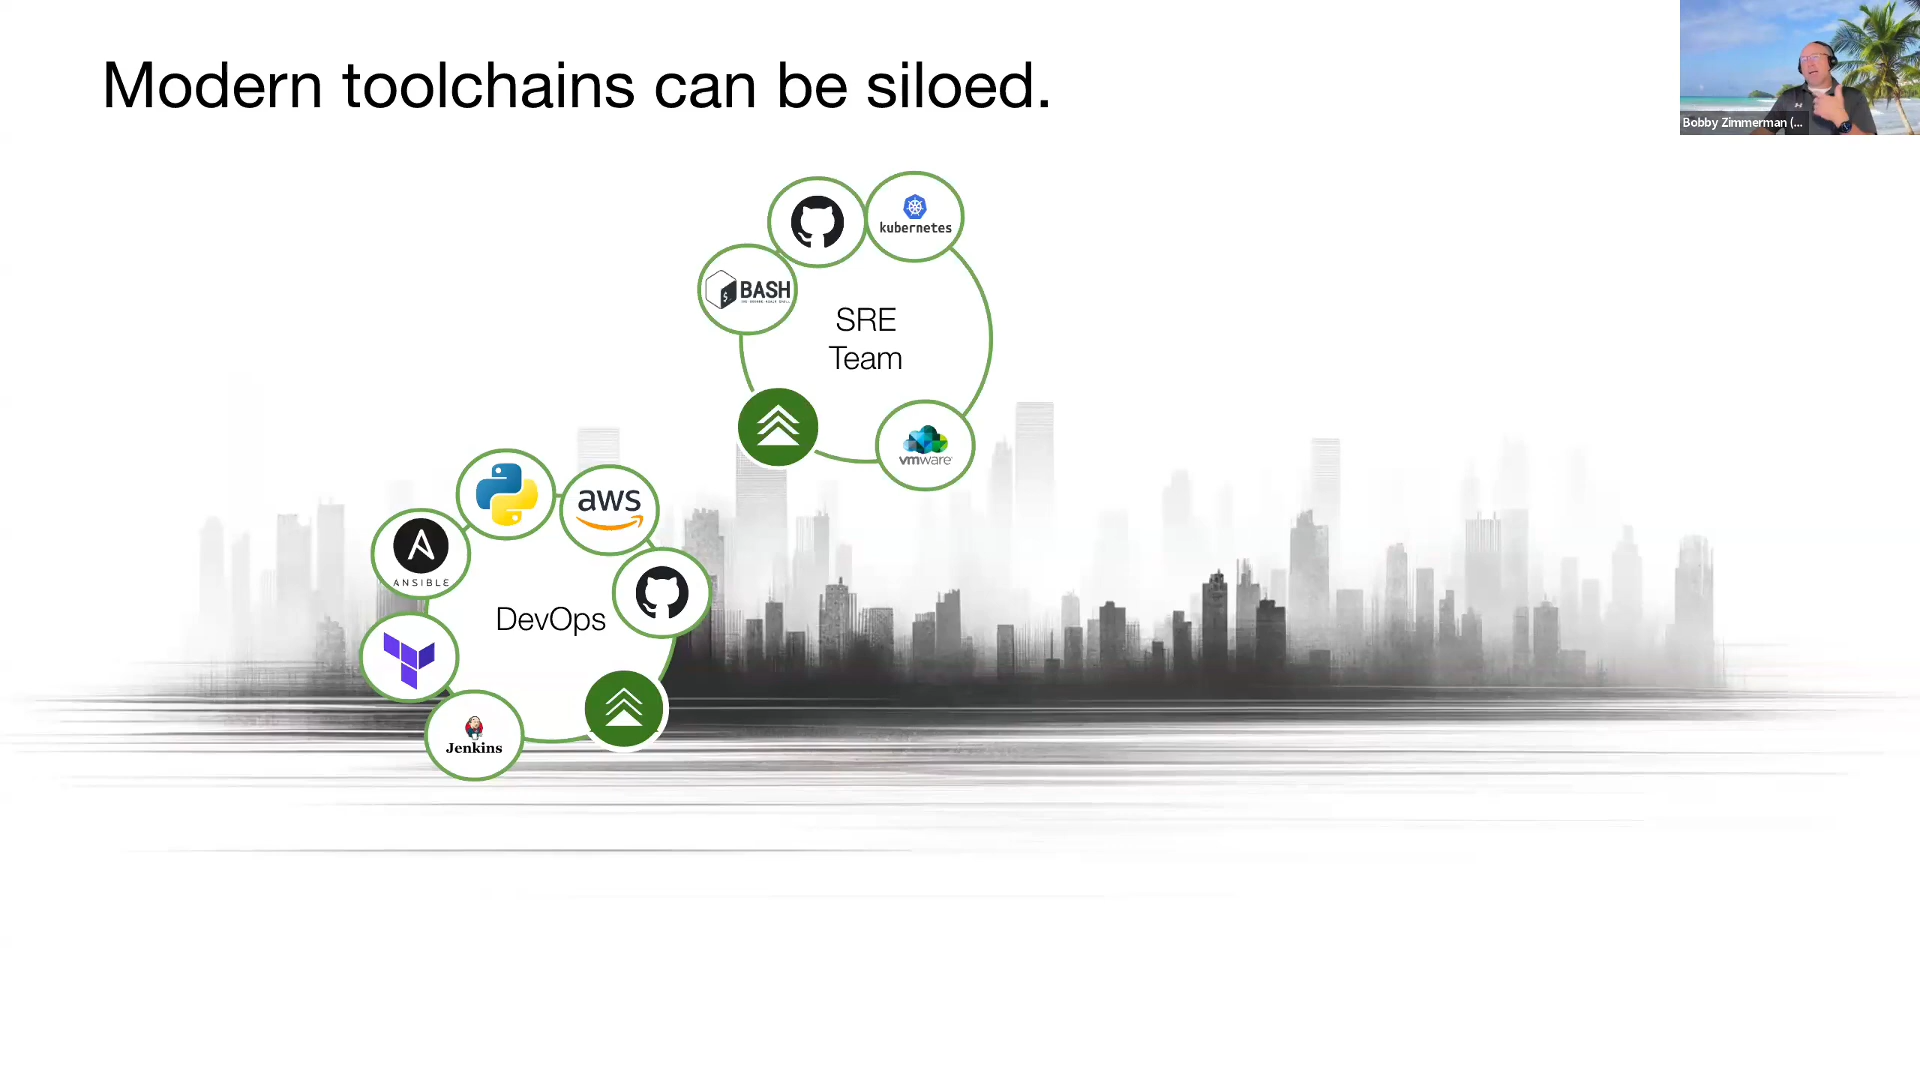 Modern toolchains can be siloed.
Bobby Zimmerman (...
kubernetes
BASH
SRE
Team
vmware
aws
ANSIBLE
DevOps
Jenkins